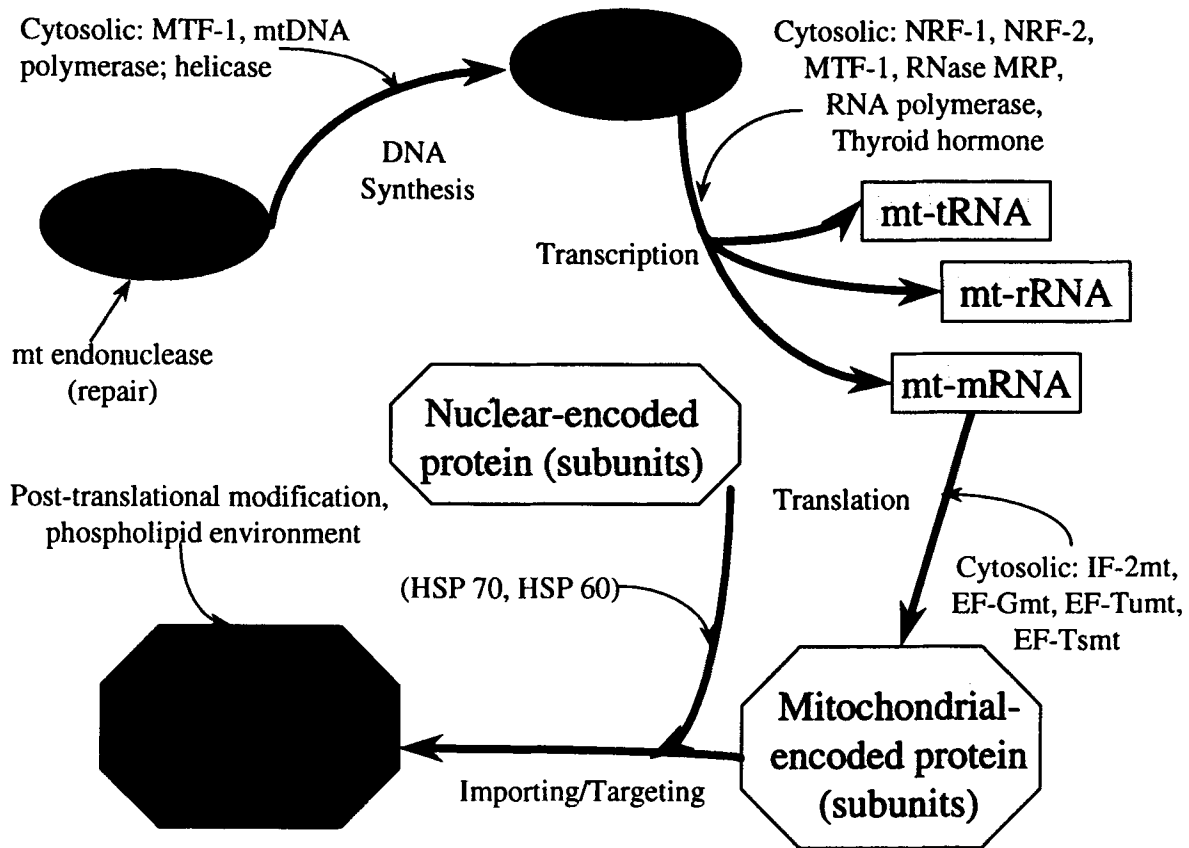 Cytosolic: MTF-1, mtDNA
polymerase; helicase
Cytosolic: NRF-1, NRF-2,
MTF-1, RNase MRP,
RNA polymerase,
Thyroid hormone
DNA
Synthesis
mt-tRNA
Transcription
mt-rRNA
mt endonuclease
(repair)
mt-mRNA
Nuclear-encoded
protein (subunits)
Post-translational modification,
phospholipid environment
Translation
(HSP 70, HSP 60)
Cytosolic: IF-2mt,
EF-Gmt, EF-Tumt,
EF-Tsmt
Mitochondrial-
encoded protein
(subunits)
Importing/Targeting